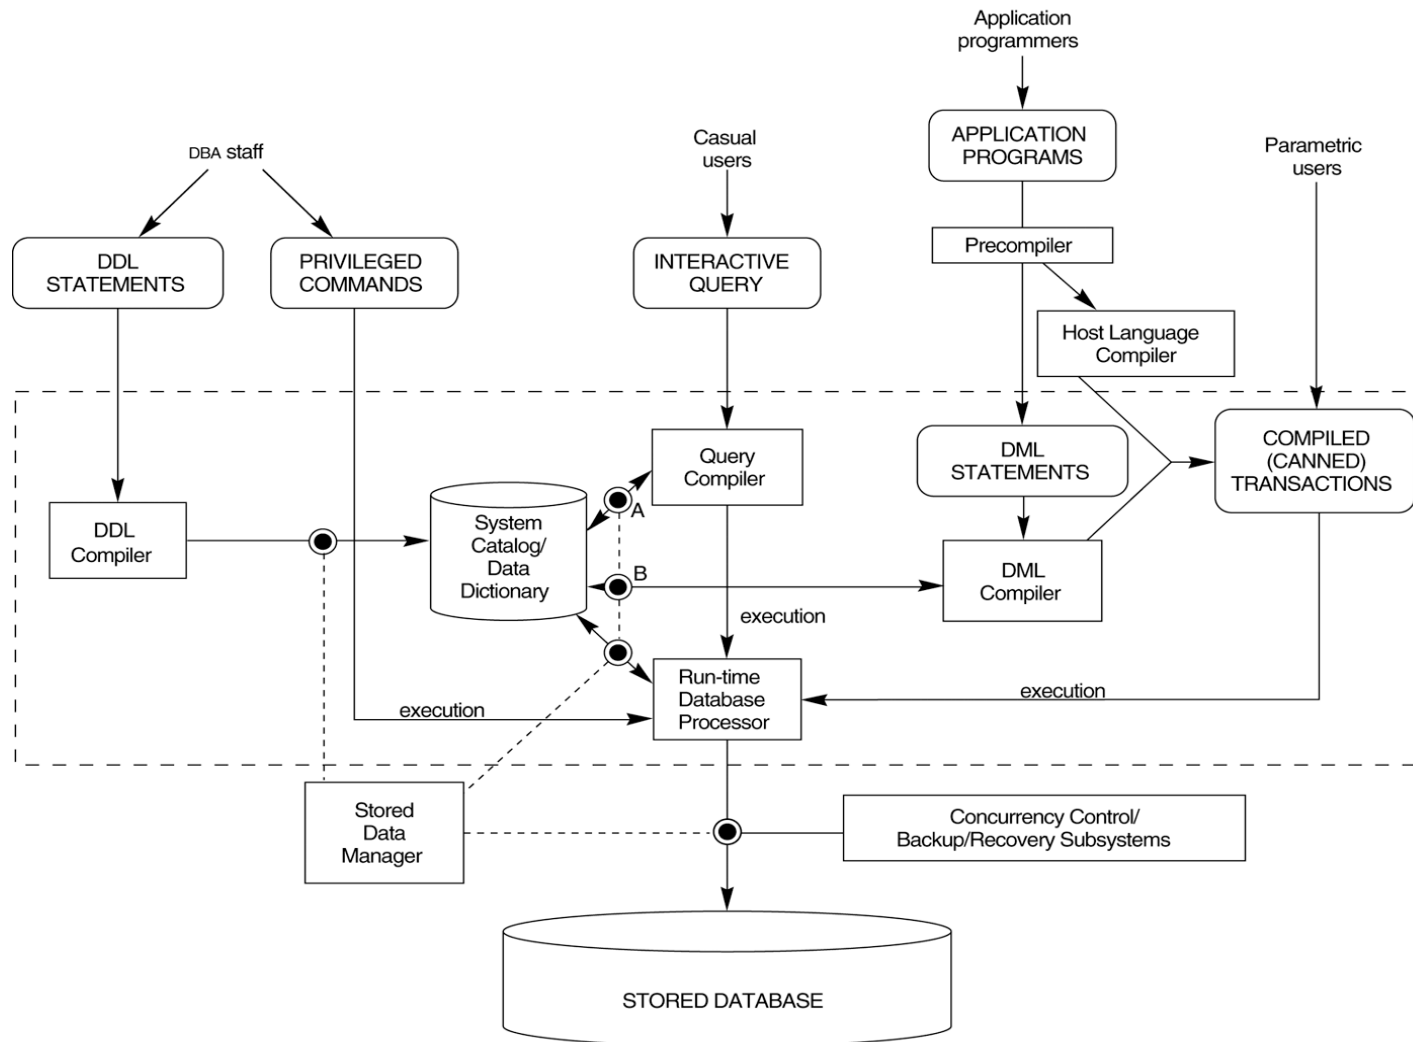 Application
programmers
APPLICATION
PROGRAMS
Casual
users
DBA staff
Parametric
users
Precompiler
DDL
STATEMENTS
PRIVILEGED
COMMANDS
INTERACTIVE
QUERY
Host Language
Compiler
Query
Compiler
DML
STATEMENTS
COMPILED
(CANNED)
TRANSACTIONS
A
System
Catalog/
Data
Dictionary
DDL
Compiler
B
DML
Compiler
execution
Run-time
Database
Processor
execution
execution
Stored
Data
Manager
Concurrency Control/
Backup/Recovery Subsystems
STORED DATABASE